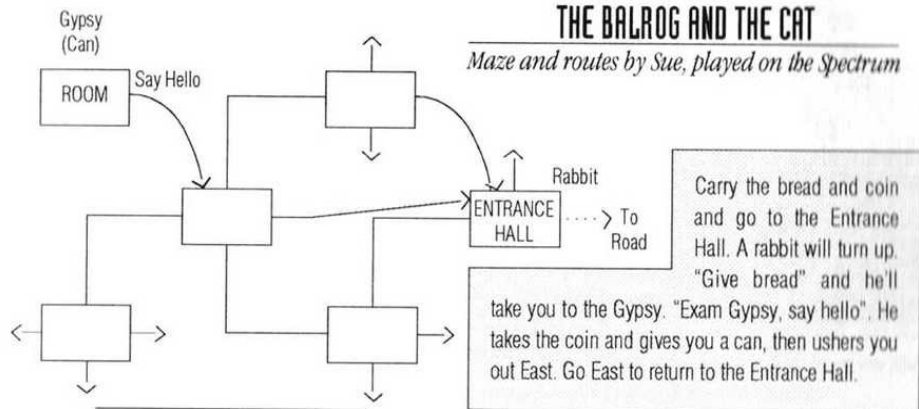 THE BALROG AND THE CAT
Maze and routes by Sue, played on the Spectrum
Gypsy
(Can)
ROOM
Say Hello
Rabbit
ENTRANCE
HALL
To
Road
Carry the bread and coin
and go to the Entrance
Hall. A rabbit will turn up.
"Give bread" and he'll
take you to the Gypsy. "Exam Gypsy, say hello". He
takes the coin and gives you a can, then ushers you
out East. Go East to return to the Entrance Hall.